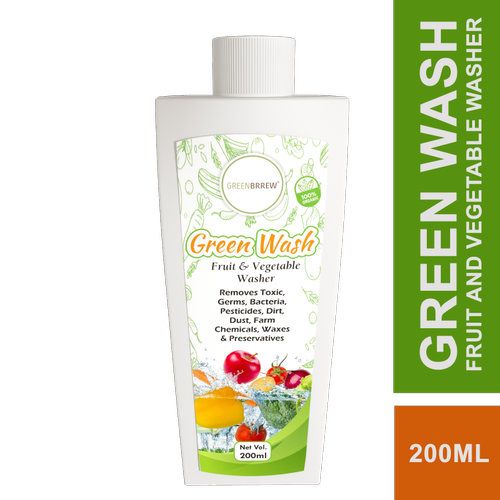 GREENBRREW
100%
ORGANIC
Green Wash
Fruit & Vegetable
Washer
Removes Toxic,
Germs, Bacteria,
Pesticides, Dirt,
Dust, Farm
Chemicals, Waxes
& Preservatives
Net Vol.
200ml
GREEN WASH
FRUIT AND VEGETABLE WASHER
200ML